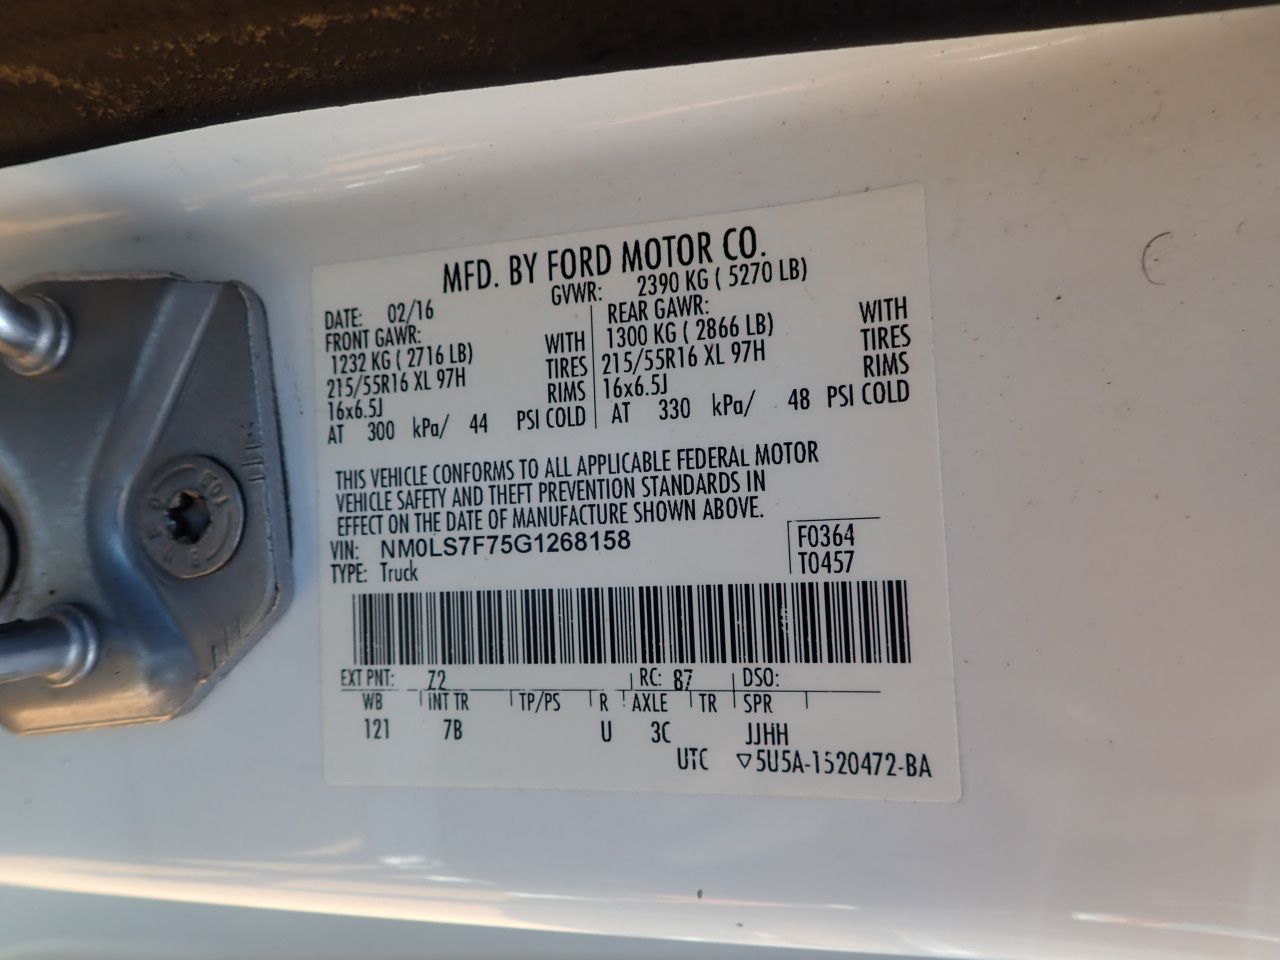 MFD. BY FORD MOTOR CO.
DATE: 02/16 GVWR: 2390 KG ( 5270 LB)
FRONT GAWR: REAR GAWR:
1232 KG ( 2716 LB) WITH 1300 KG ( 2866 LB) WITH
215/55R16 XL 97H TIRES 215/55R16 XL 97H TIRES
16x6.5J RIMS 16x6.5J RIMS
AT 300 kPa/ 44 PSI COLD AT 330 kPa/ 48 PSI COLD
THIS VEHICLE CONFORMS TO ALL APPLICABLE FEDERAL MOTOR
VEHICLE SAFETY AND THEFT PREVENTION STANDARDS IN
EFFECT ON THE DATE OF MANUFACTURE SHOWN ABOVE.
VIN: NM0LS7F75G1268158 F0364
TYPE: Truck T0457
EXT PNT: Z2 RC: 87 DSO:
WB INT TR TP/PS R AXLE TR SPR
121 7B U 3C JJHH
UTC ▽5U5A-1520472-BA